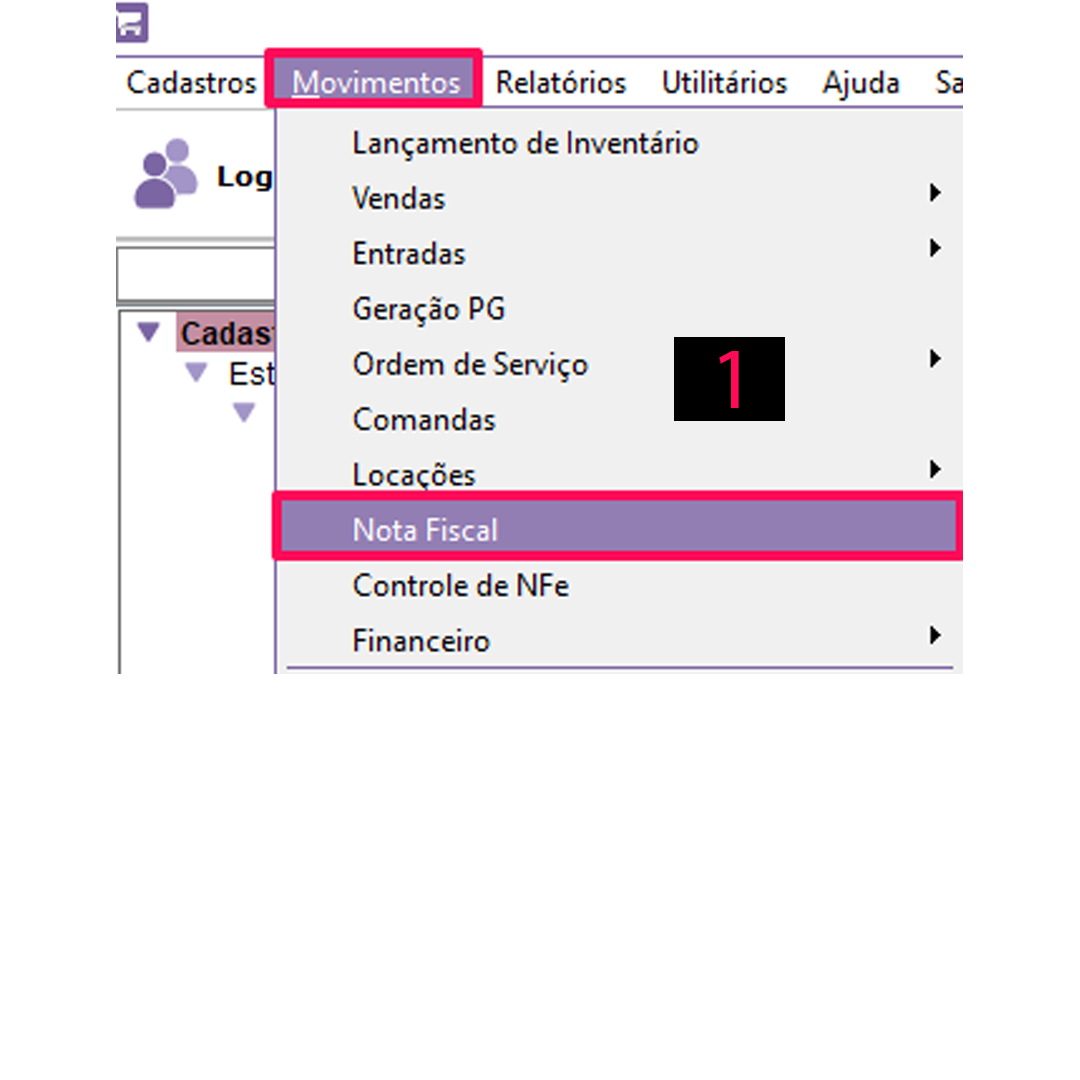 Cadastros Movimentos Relatórios Utilitários Ajuda Sa
Log
Cadast
Est
Lançamento de Inventário
Vendas
Entradas
Geração PG
Ordem de Serviço
1
Comandas
Locações
Nota Fiscal
Controle de NFe
Financeiro